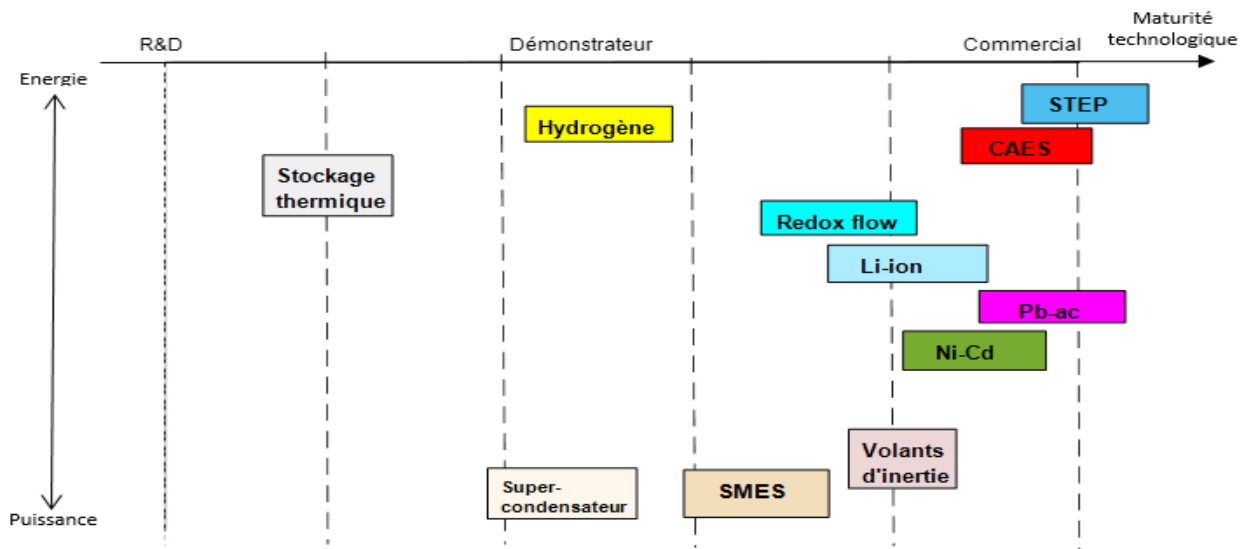 Maturité
technologique
R&D
Démonstrateur
Commercial
Energie
STEP
Hydrogène
CAES
Stockage
thermique
Redox flow
Li-ion
Pb-ac
Ni-Cd
Volants
d'inertie
Super-
condensateur
SMES
Puissance